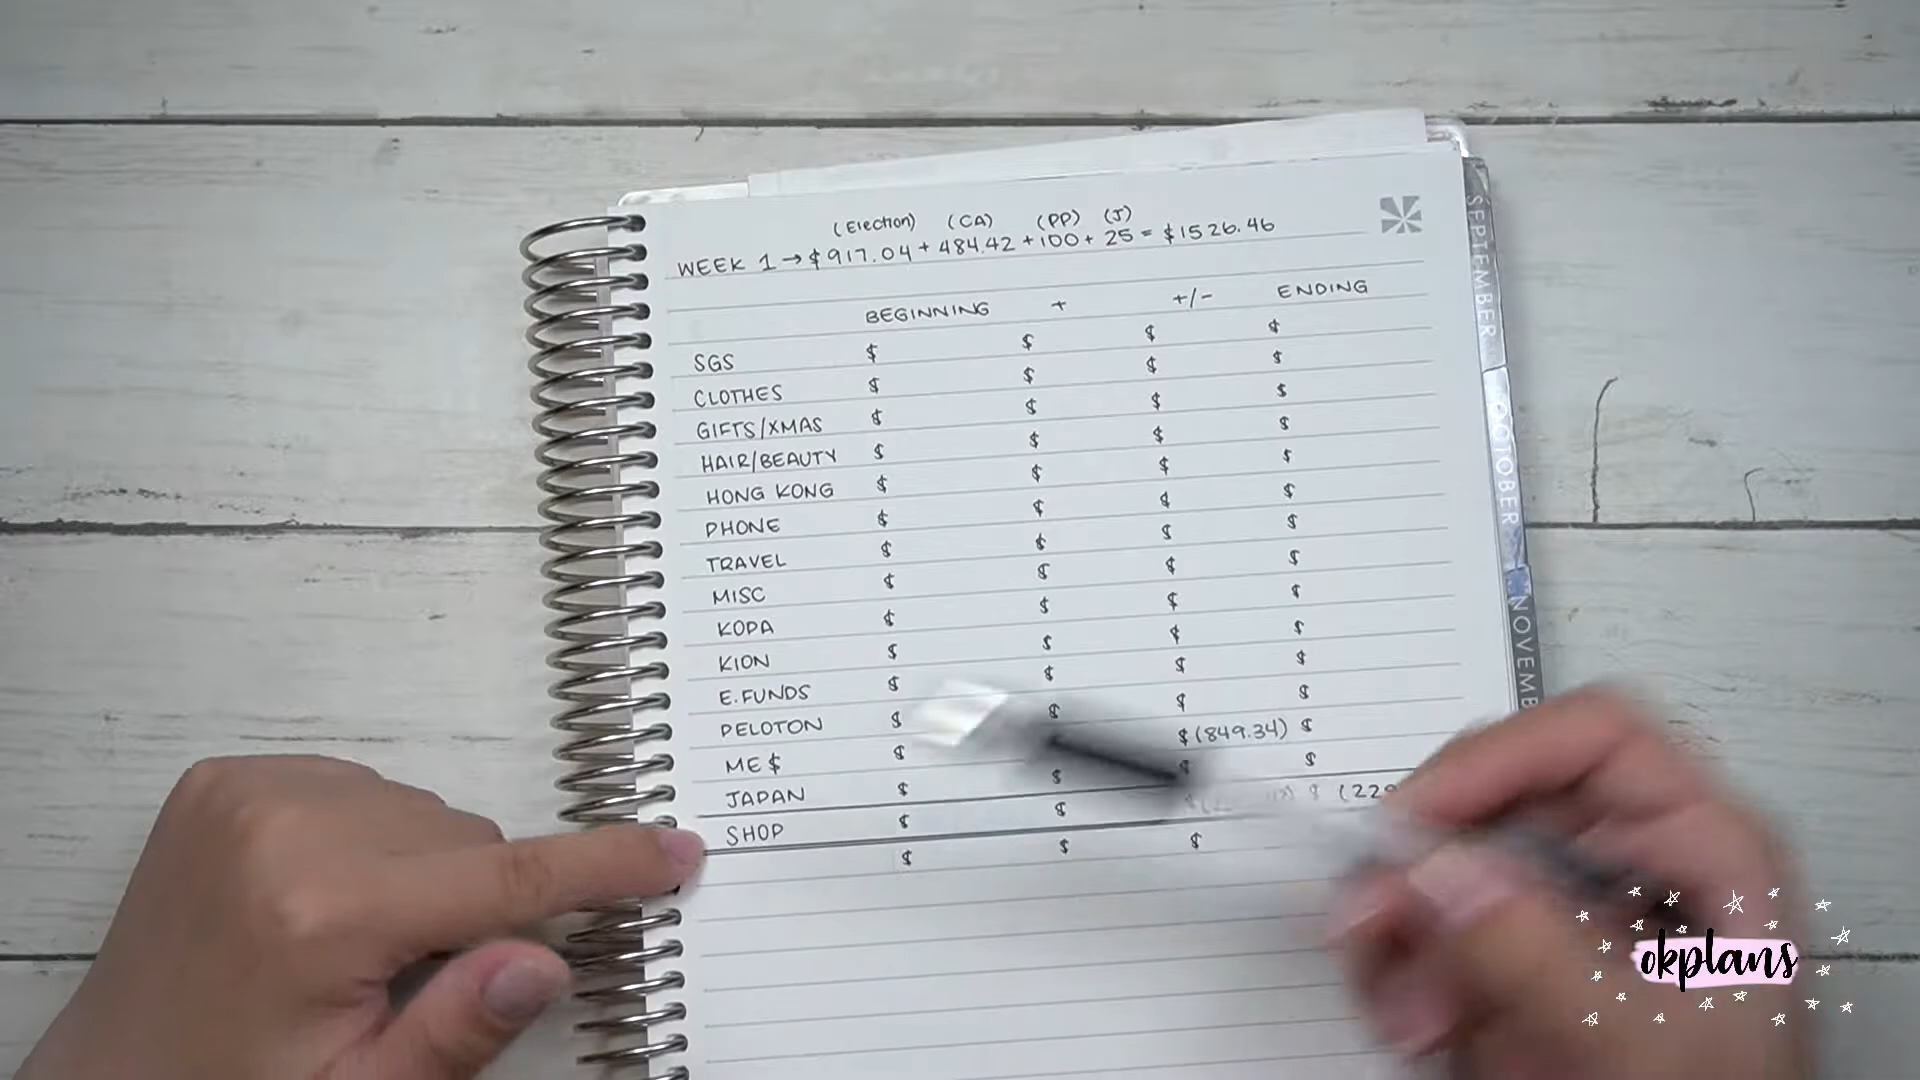 (Election) (CA) (PP) (J)
WEEK 1 → $917.04 + 484.42 + 100 + 25 = $1526.46
BEGINNING + +/- ENDING
SGS $ $ $ $
CLOTHES $ $ $ $
GIFTS/XMAS $ $ $ $
HAIR/BEAUTY $ $ $ $
HONG KONG $ $ $ $
PHONE $ $ $ $
TRAVEL $ $ $ $
MISC $ $ $ $
KOPA $ $ $ $
KION $ $ $ $
E.FUNDS $ $ $ $
PELOTON $ $ $ $
ME $ $ $(849.34) $
JAPAN $ $ $ $
SHOP $ $ $
$ $ $
SEPTEMBER
OCTOBER
NOVEMB
okplans